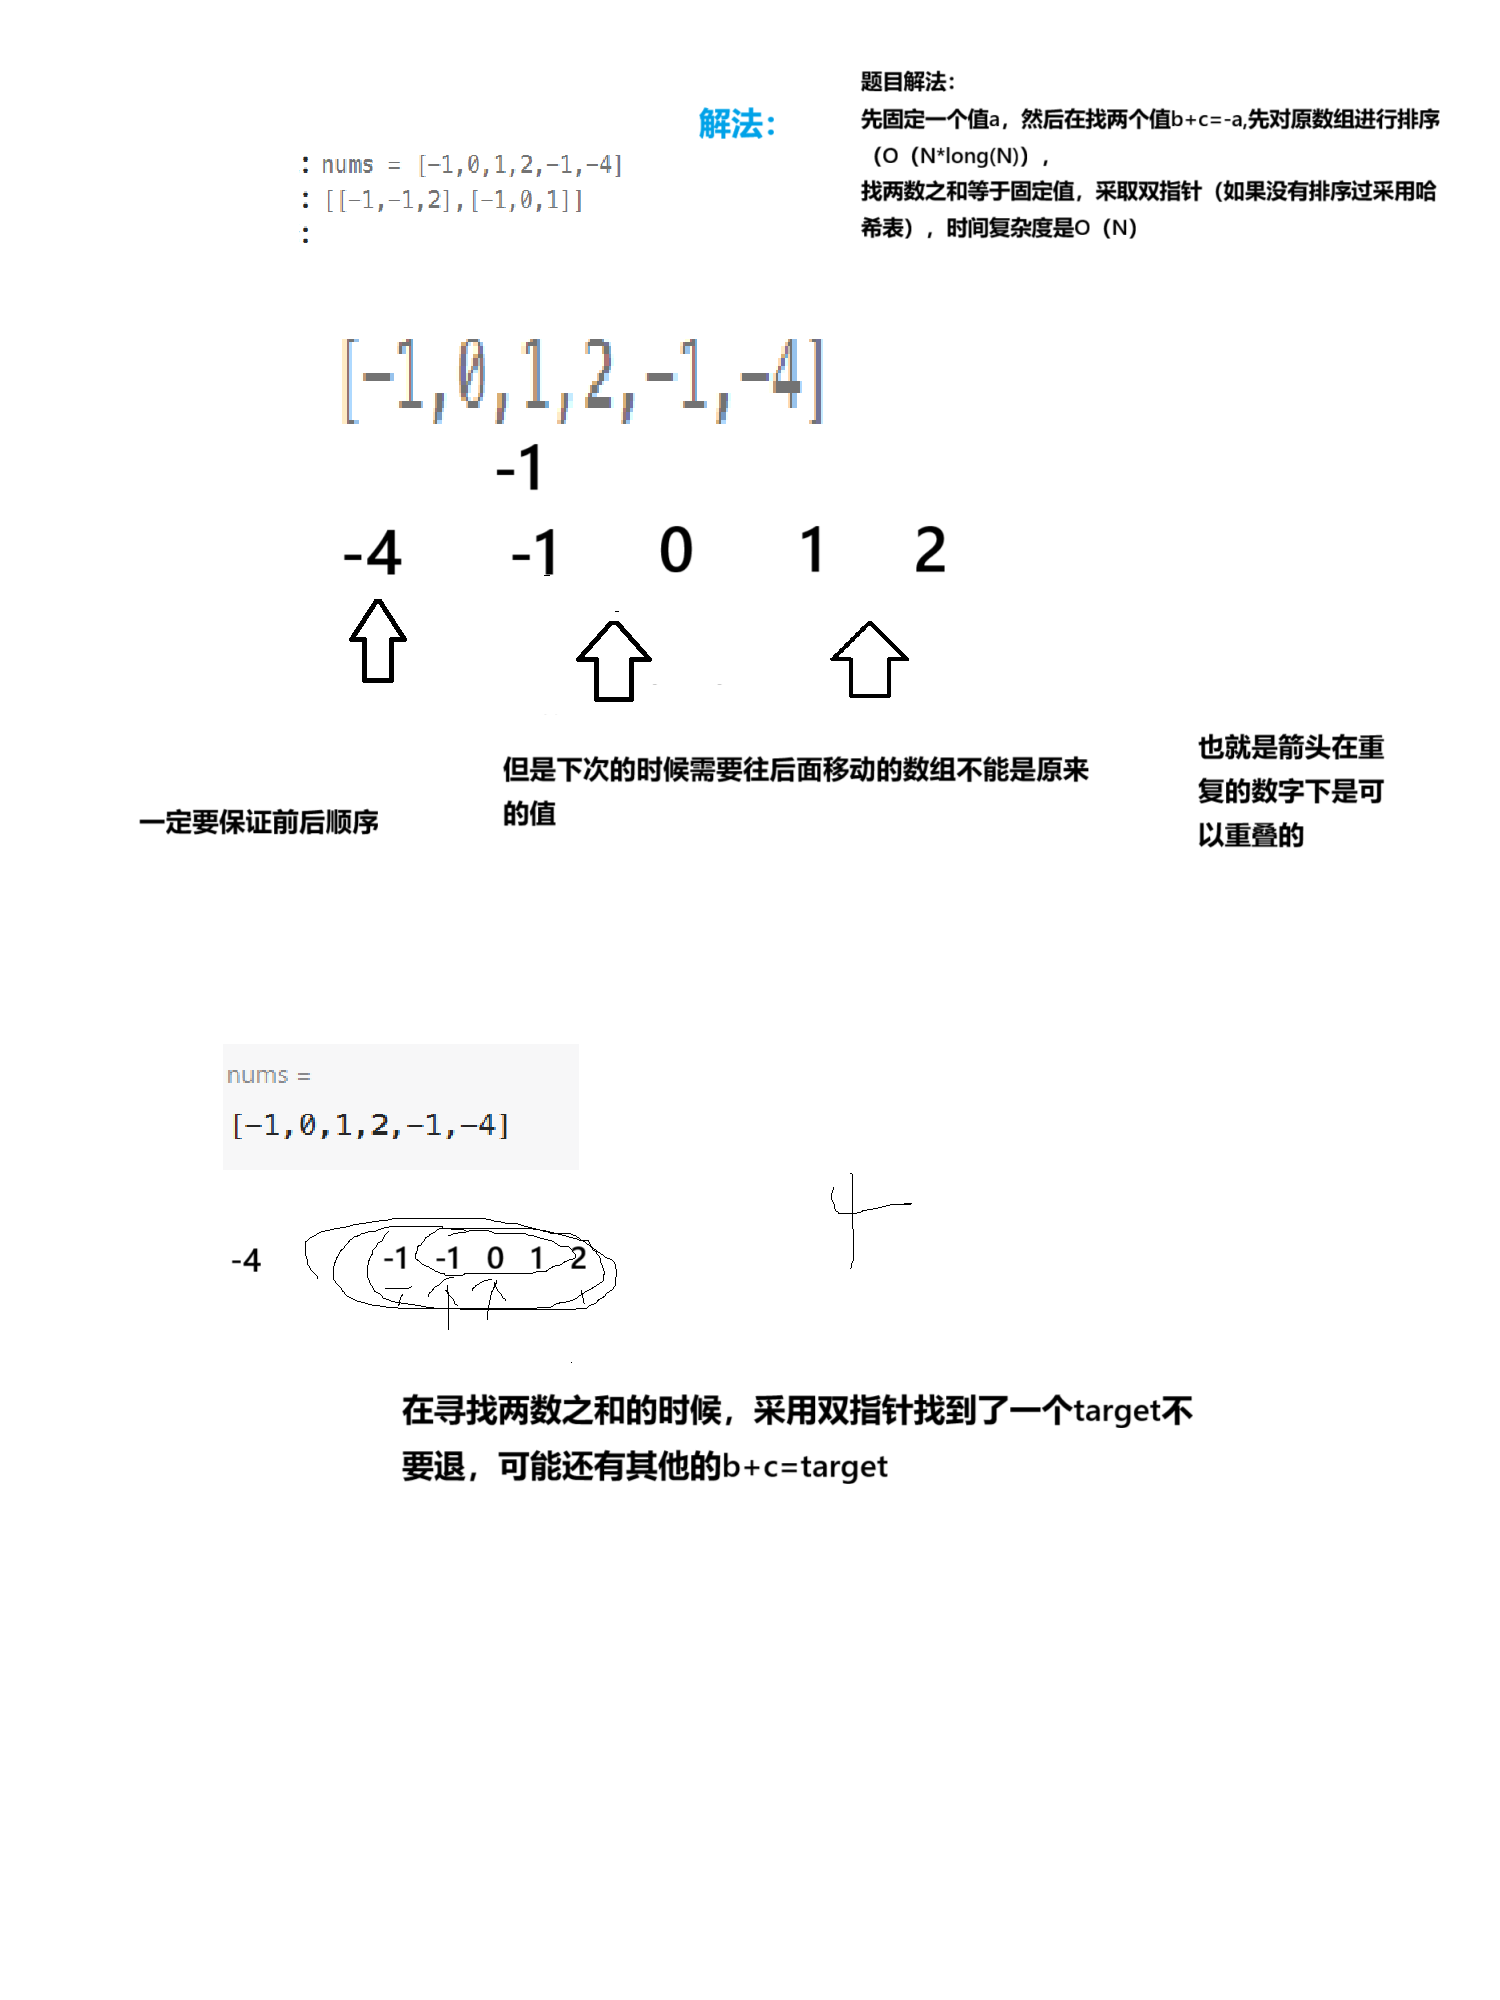 题目解法：
解法：
先固定一个值a，然后在找两个值b+c=-a,先对原数组进行排序
（O（N*long(N)），
: nums = [-1,0,1,2,-1,-4]
找两数之和等于固定值，采取双指针（如果没有排序过采用哈
: [[-1,-1,2],[-1,0,1]]
希表），时间复杂度是O（N）
:
[-1,0,1,2,-1,-4]
-1
-4 -1 0 1 2
也就是箭头在重
复的数字下是可
以重叠的
但是下次的时候需要往后面移动的数组不能是原来
的值
一定要保证前后顺序
nums =
[-1,0,1,2,-1,-4]
4
-4 -1 -1 0 1 2
在寻找两数之和的时候，采用双指针找到了一个target不
要退，可能还有其他的b+c=target